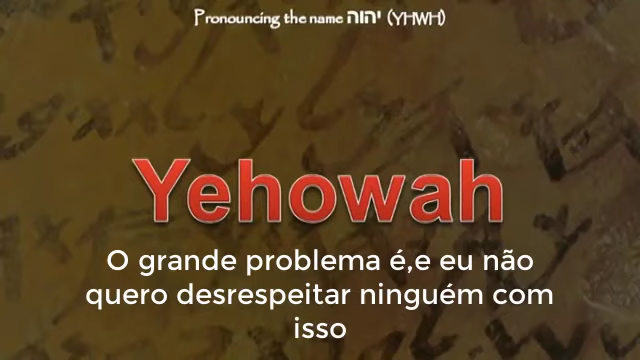 Pronouncing the name יהוה (YHWH)
Yehowah
O grande problema é,e eu não
quero desrespeitar ninguém com
isso